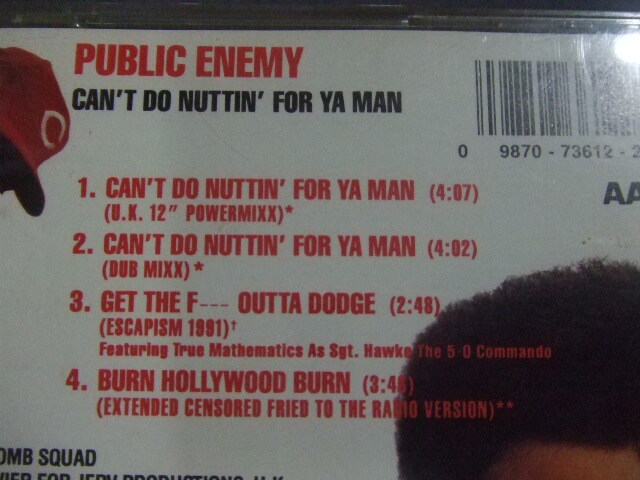 PUBLIC ENEMY
CAN'T DO NUTTIN' FOR YA MAN
0 9870 - 73612 - 2
1. CAN'T DO NUTTIN' FOR YA MAN (4:07)
(U.K. 12" POWERMIXX)*
AA
2. CAN'T DO NUTTIN' FOR YA MAN (4:02)
(DUB MIXX) *
3. GET THE F--- OUTTA DODGE (2:48)
(ESCAPISM 1991)†
Featuring True Mathematics As Sgt. Hawke The 5-0 Commando
4. BURN HOLLYWOOD BURN
(EXTENDED CENSORED FRIED TO THE RADIO VERSION)**
OMB SQUAD
FOR JERV PRODUCTIONS, U.K.